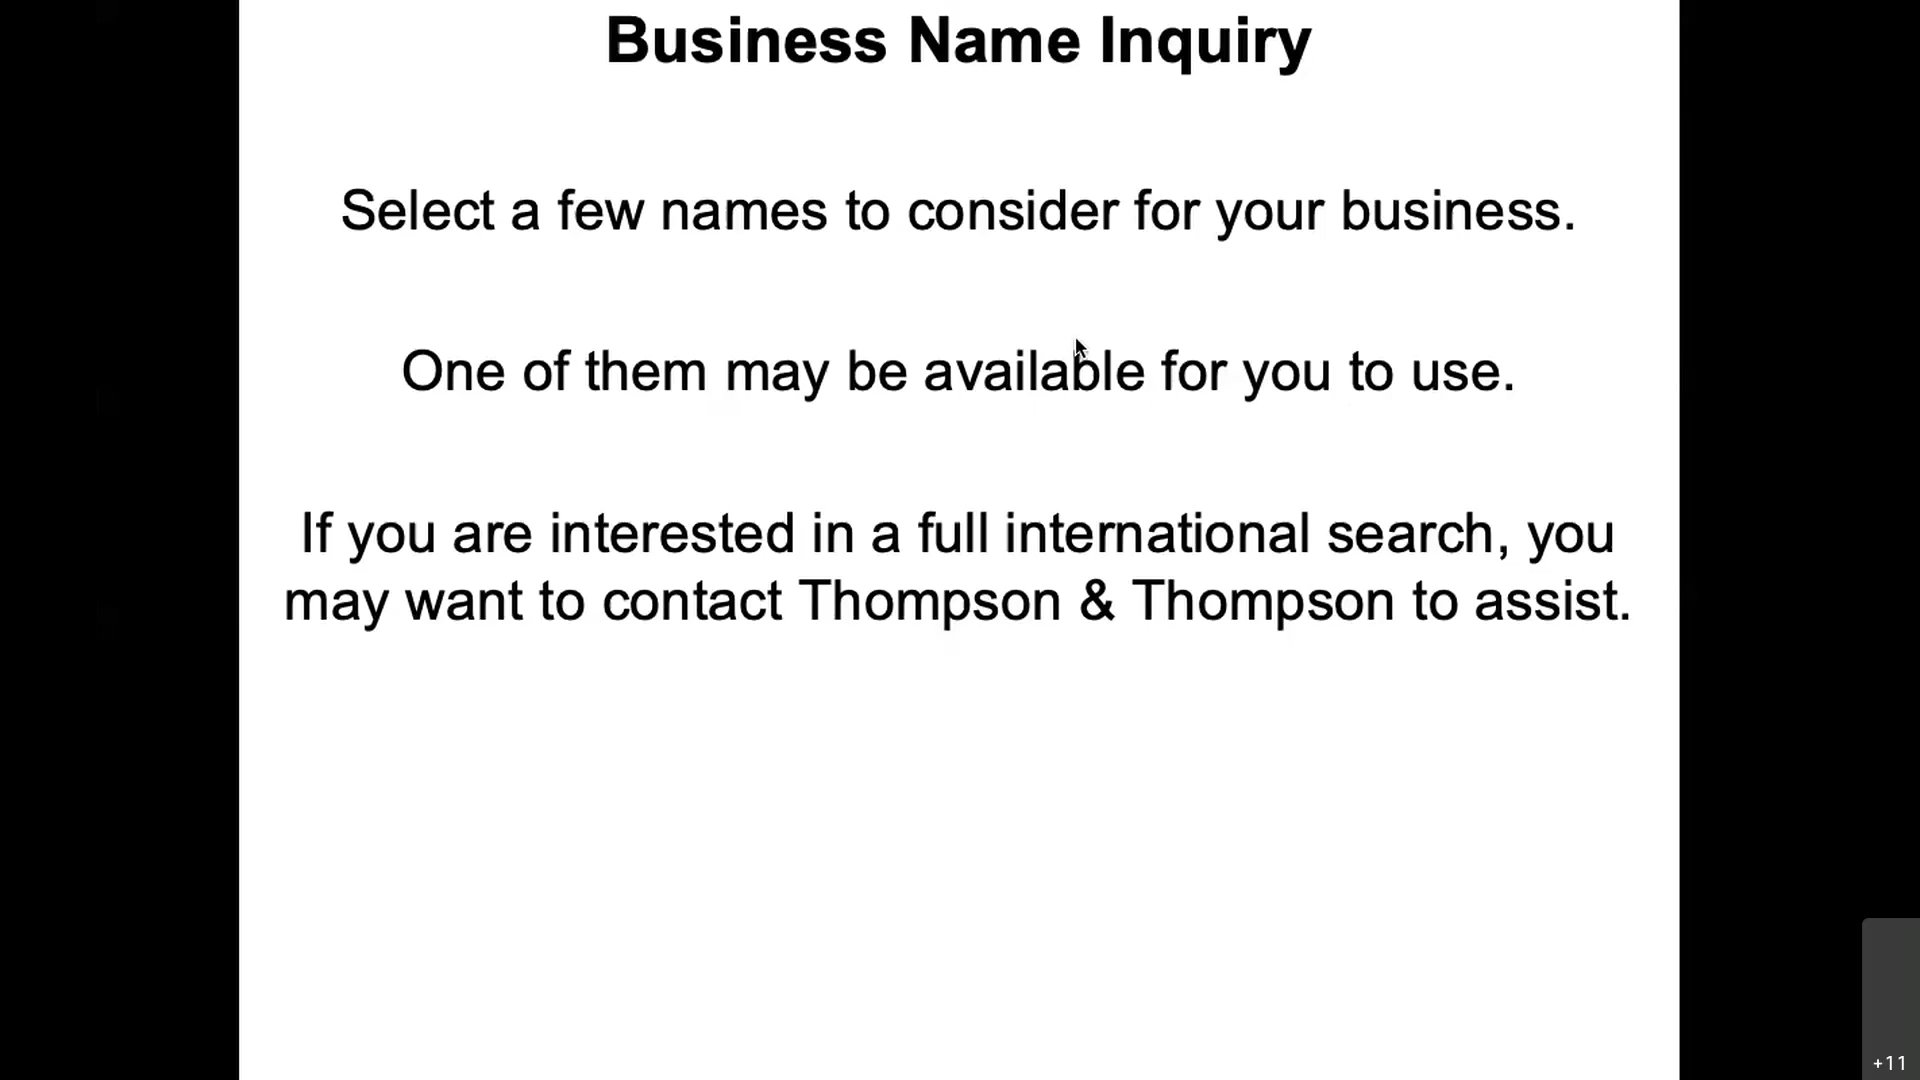 Business Name Inquiry
Select a few names to consider for your business.
One of them may be available for you to use.
If you are interested in a full international search, you
may want to contact Thompson & Thompson to assist.
+11